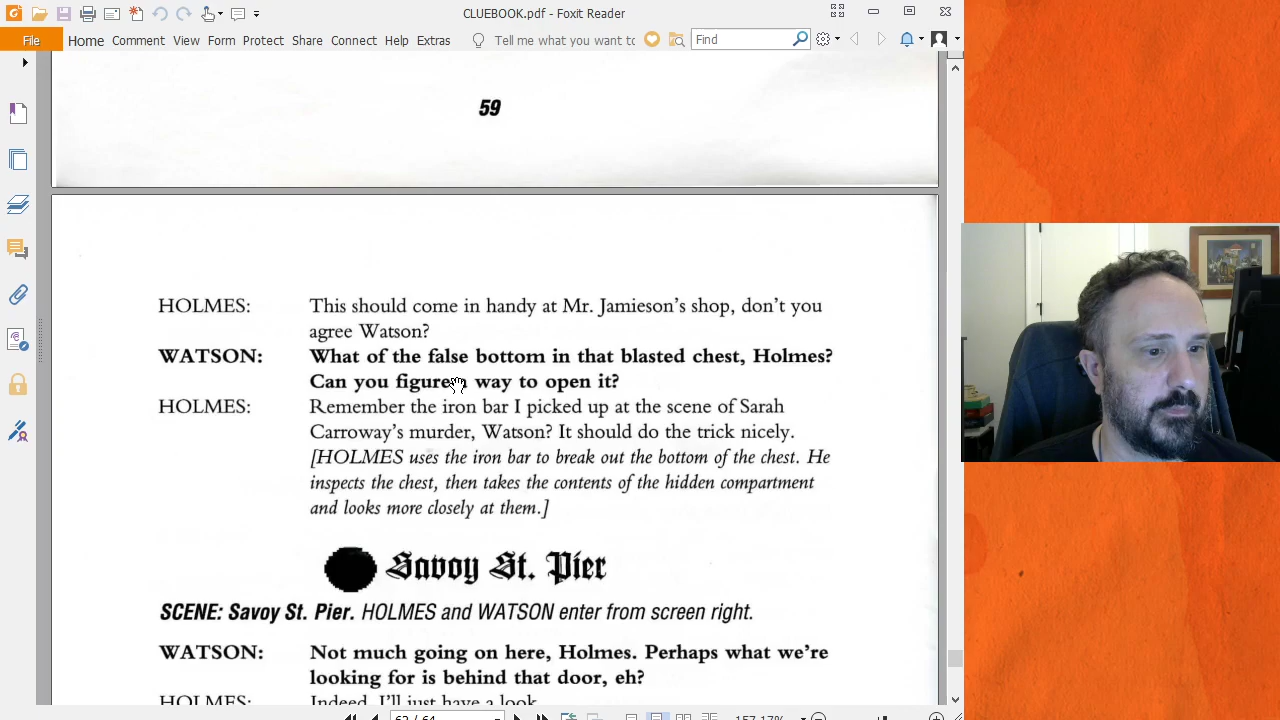 CLUEBOOK.pdf - Foxit Reader
File Home Comment View Form Protect Share Connect Help Extras Tell me what you want to Find
59
HOLMES: This should come in handy at Mr. Jamieson's shop, don't you
agree Watson?
WATSON: What of the false bottom in that blasted chest, Holmes?
Can you figure way to open it?
HOLMES: Remember the iron bar I picked up at the scene of Sarah
Carroway's murder, Watson? It should do the trick nicely.
[HOLMES uses the iron bar to break out the bottom of the chest. He
inspects the chest, then takes the contents of the hidden compartment
and looks more closely at them.]
Savoy St. Pier
SCENE: Savoy St. Pier. HOLMES and WATSON enter from screen right.
WATSON: Not much going on here, Holmes. Perhaps what we're
looking for is behind that door, eh?
HOLMES: Indeed. I'll just have a look.
62 / 64 157.17%